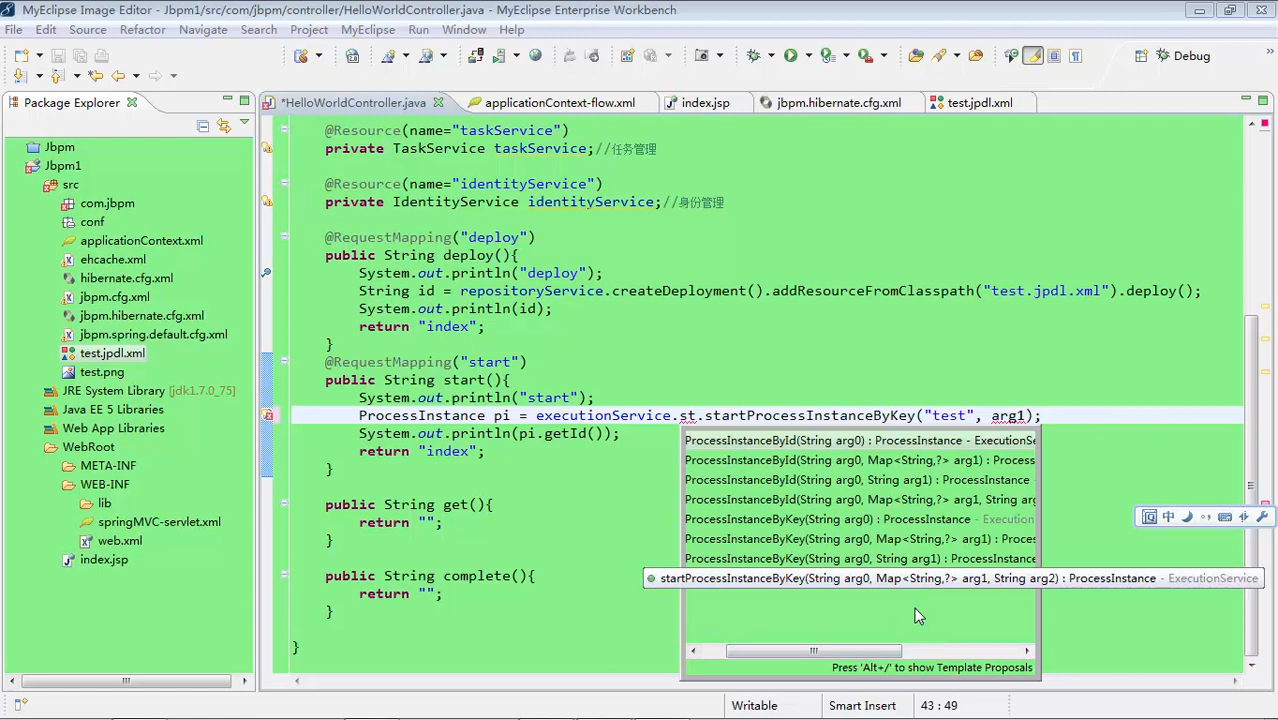 MyEclipse Image Editor - Jbpm1/src/com/jbpm/controller/HelloWorldController.java - MyEclipse Enterprise Workbench
File Edit Source Refactor Navigate Search Project MyEclipse Run Window Help
Debug
Package Explorer
*HelloWorldController.java applicationContext-flow.xml index.jsp jbpm.hibernate.cfg.xml test.jpdl.xml
Jbpm
Jbpm1
src
com.jbpm
conf
applicationContext.xml
ehcache.xml
hibernate.cfg.xml
jbpm.cfg.xml
jbpm.hibernate.cfg.xml
jbpm.spring.default.cfg.xml
test.jpdl.xml
test.png
JRE System Library [jdk1.7.0_75]
Java EE 5 Libraries
Web App Libraries
WebRoot
META-INF
WEB-INF
lib
springMVC-servlet.xml
web.xml
index.jsp
@Resource(name="taskService")
private TaskService taskService;//任务管理
@Resource(name="identityService")
private IdentityService identityService;//身份管理
@RequestMapping("deploy")
public String deploy(){
System.out.println("deploy");
String id = repositoryService.createDeployment().addResourceFromClasspath("test.jpdl.xml").deploy();
System.out.println(id);
return "index";
}
@RequestMapping("start")
public String start(){
System.out.println("start");
ProcessInstance pi = executionService.st.startProcessInstanceByKey("test", arg1);
System.out.println(pi.getId());
return "index";
}
public String get(){
return "";
}
public String complete(){
return "";
}
}
ProcessInstanceById(String arg0) : ProcessInstance - ExecutionSe
ProcessInstanceById(String arg0, Map<String,?> arg1) : Process
ProcessInstanceById(String arg0, String arg1) : ProcessInstance
ProcessInstanceById(String arg0, Map<String,?> arg1, String arg
ProcessInstanceByKey(String arg0) : ProcessInstance - Execution
ProcessInstanceByKey(String arg0, Map<String,?> arg1) : Proces
ProcessInstanceByKey(String arg0, String arg1) : ProcessInstance
startProcessInstanceByKey(String arg0, Map<String,?> arg1, String arg2) : ProcessInstance - ExecutionService
Press 'Alt+/' to show Template Proposals
中
Writable Smart Insert 43 : 49